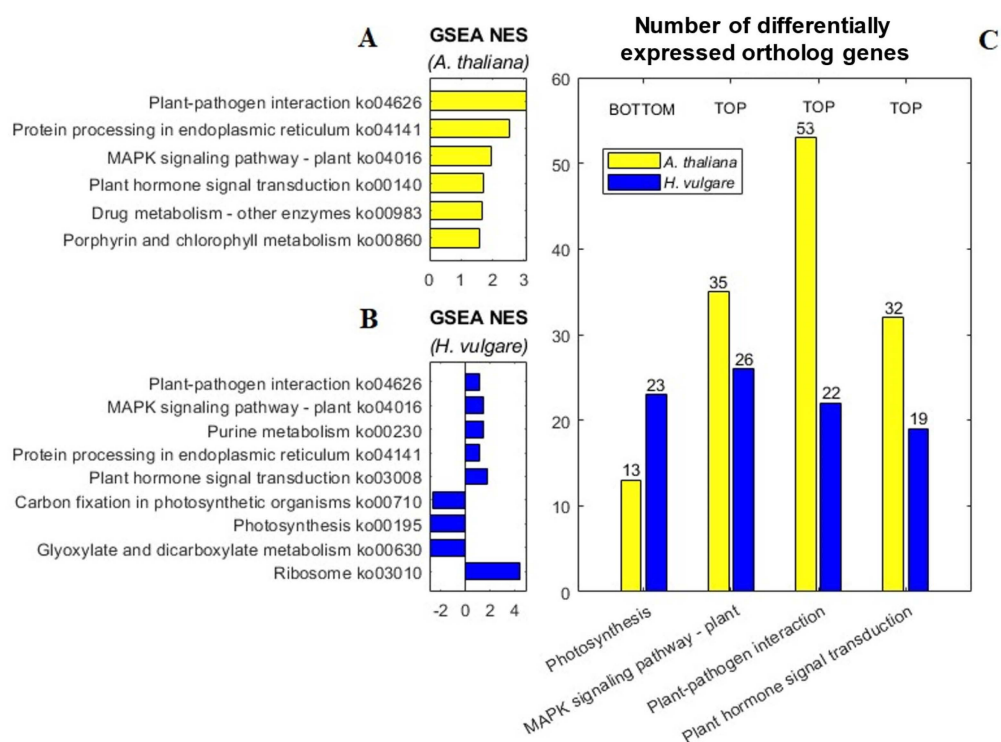 A
GSEA NES
(A. thaliana)
Plant-pathogen interaction ko04626
Protein processing in endoplasmic reticulum ko04141
MAPK signaling pathway - plant ko04016
Plant hormone signal transduction ko00140
Drug metabolism - other enzymes ko00983
Porphyrin and chlorophyll metabolism ko00860
0 1 2 3
B
GSEA NES
(H. vulgare)
Plant-pathogen interaction ko04626
MAPK signaling pathway - plant ko04016
Purine metabolism ko00230
Protein processing in endoplasmic reticulum ko04141
Plant hormone signal transduction ko03008
Carbon fixation in photosynthetic organisms ko00710
Photosynthesis ko00195
Glyoxylate and dicarboxylate metabolism ko00630
Ribosome ko03010
-2 0 2 4
Number of differentially
expressed ortholog genes
C
60
50
40
30
20
10
0
BOTTOM TOP TOP TOP
A. thaliana
H. vulgare
13 23 35 26 53 22 32 19
Photosynthesis
MAPK signaling pathway - plant
Plant-pathogen interaction
Plant hormone signal transduction